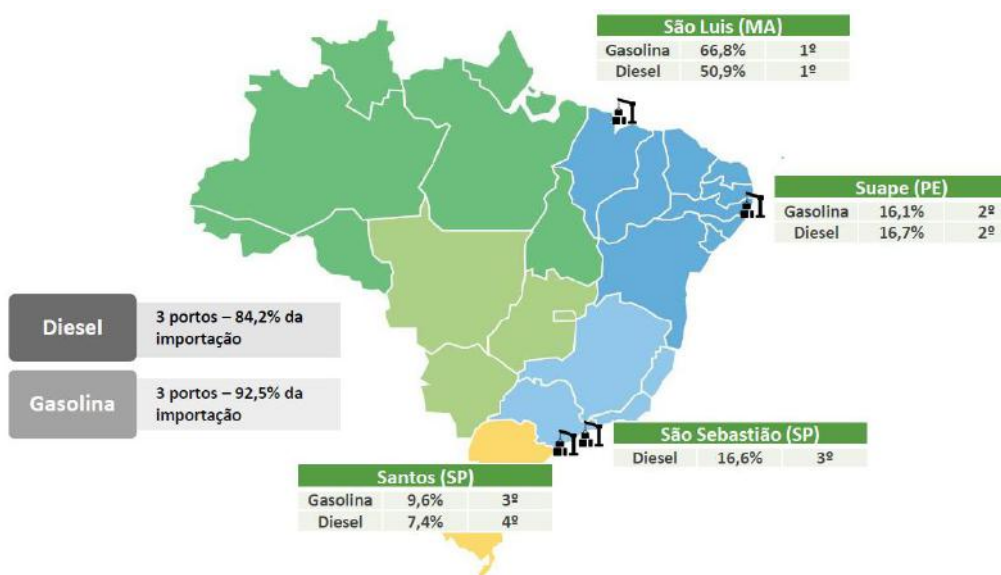 São Luis (MA)
Gasolina 66,8% 1º
Diesel 50,9% 1º
Suape (PE)
Gasolina 16,1% 2º
Diesel 16,7% 2º
Diesel
3 portos – 84,2% da
importação
Gasolina
3 portos – 92,5% da
importação
São Sebastião (SP)
Diesel 16,6% 3º
Santos (SP)
Gasolina 9,6% 3º
Diesel 7,4% 4º